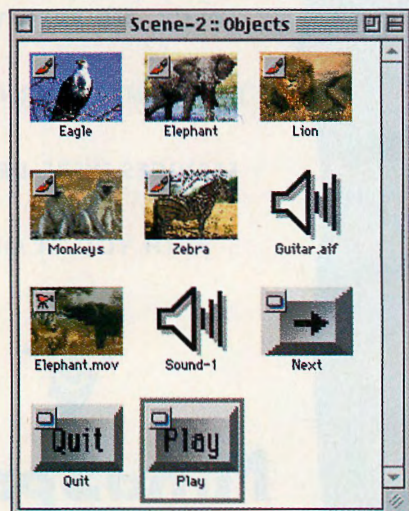 Scene-2 :: Objects
Eagle
Elephant
Lion
Monkeys
Zebra
Guitar.aif
Elephant.mov
Sound-1
Next
Quit
Play
Quit
Play